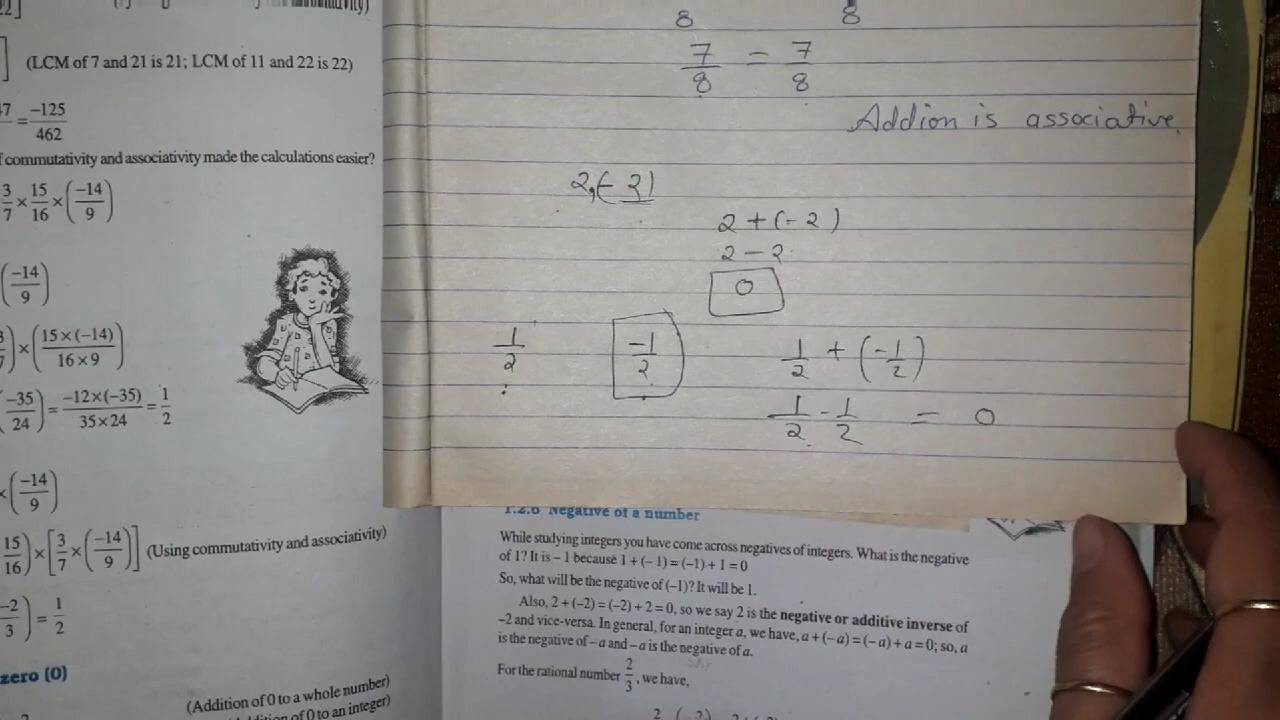 (LCM of 7 and 21 is 21; LCM of 11 and 22 is 22)
47 = -125/462
f commutativity and associativity made the calculations easier?
3/7 × 15/16 × (-14/9)
(-14/9)
) × (15×(-14)/16×9)
(-35/24) = -12×(-35)/35×24 = 1/2
× (-14/9)
15/16) × [3/7 × (-14/9)] (Using commutativity and associativity)
-2/3) = 1/2
zero (0)
(Addition of 0 to a whole number)
of 0 to an integer)
8 8
7/8 = 7/8
Addion is associative.
2,(-2)
2 + (-2)
2 - 2
0
1/2 -1/2 1/2 + (-1/2)
1/2 - 1/2 = 0
1.2.6 Negative of a number
While studying integers you have come across negatives of integers. What is the negative
of 1? It is – 1 because 1 + (– 1) = (–1) + 1 = 0
So, what will be the negative of (–1)? It will be 1.
Also, 2 + (–2) = (–2) + 2 = 0, so we say 2 is the negative or additive inverse of
–2 and vice-versa. In general, for an integer a, we have, a + (–a) = (–a) + a = 0; so, a
is the negative of – a and – a is the negative of a.
For the rational number 2/3, we have,